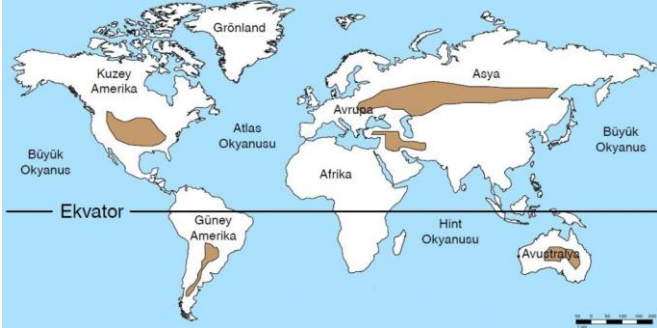 Grönland
Kuzey
Amerika
Asya
Avrupa
Atlas
Okyanusu
Büyük
Okyanus
Büyük
Okyanus
Afrika
Ekvator
Güney
Amerika
Hint
Okyanusu
Avustralya